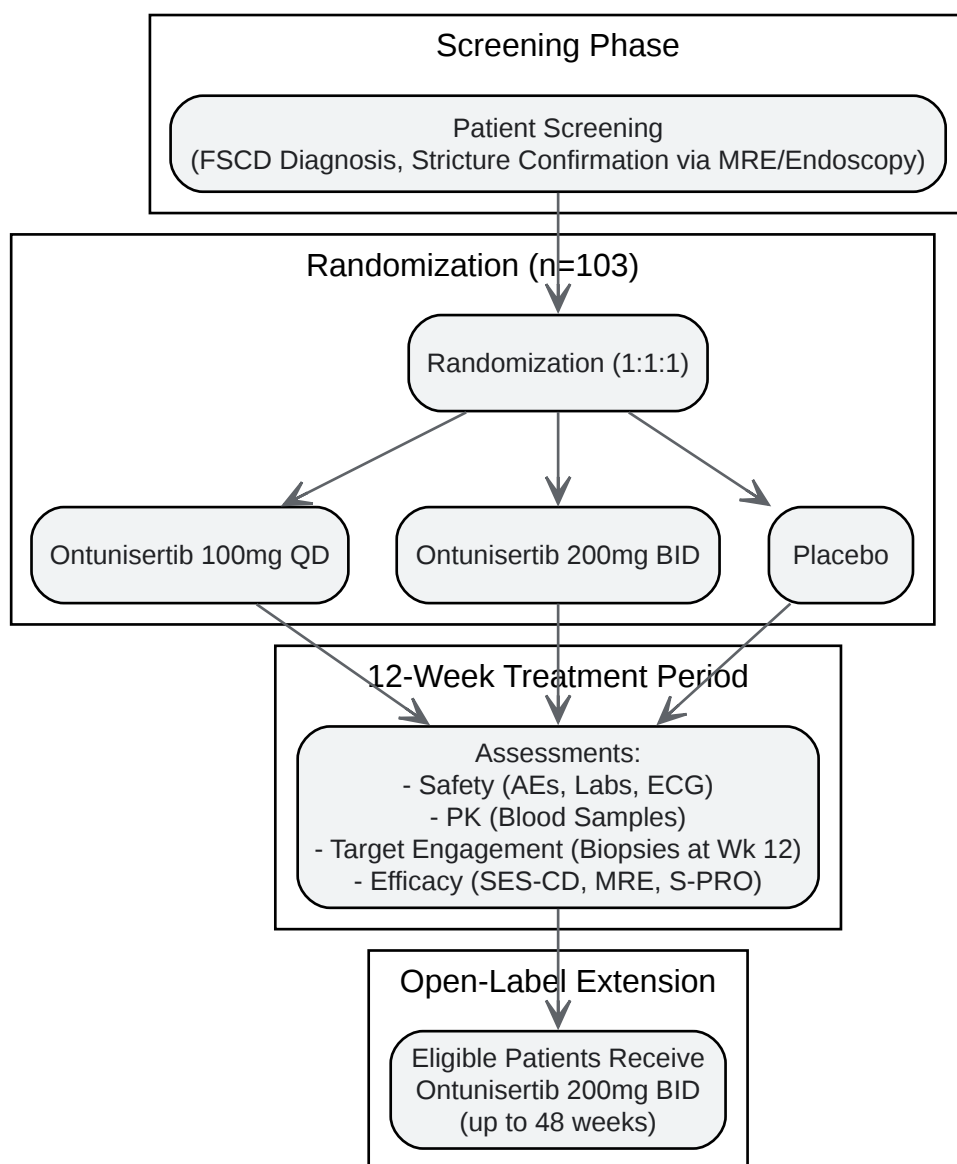 Screening Phase
Patient Screening
(FSCD Diagnosis, Stricture Confirmation via MRE/Endoscopy)
Randomization (n=103)
Randomization (1:1:1)
Ontunisertib 100mg QD
Ontunisertib 200mg BID
Placebo
12-Week Treatment Period
Assessments:
- Safety (AEs, Labs, ECG)
- PK (Blood Samples)
- Target Engagement (Biopsies at Wk 12)
- Efficacy (SES-CD, MRE, S-PRO)
Open-Label Extension
Eligible Patients Receive
Ontunisertib 200mg BID
(up to 48 weeks)